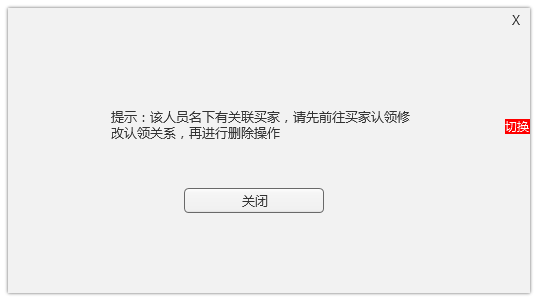 X
提示：该人员名下有关联买家，请先前往买家认领修
改认领关系，再进行删除操作
切换
关闭